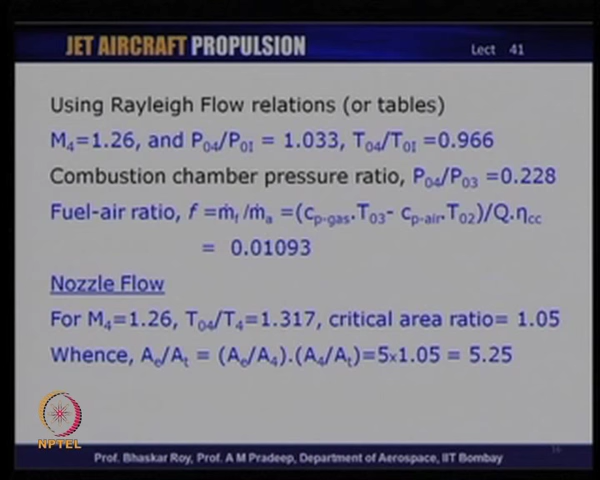 JET AIRCRAFT PROPULSION Lect 41
Using Rayleigh Flow relations (or tables)
M₄=1.26, and P₀₄/P₀I = 1.033, T₀₄/T₀I =0.966
Combustion chamber pressure ratio, P₀₄/P₀₃ =0.228
Fuel-air ratio, f =ṁf /ṁa =(cp-gas.T₀₃- cp-air.T₀₂)/Q.ηcc
= 0.01093
Nozzle Flow
For M₄=1.26, T₀₄/T₄=1.317, critical area ratio= 1.05
Whence, Ae/At = (Ae/A₄).(A₄/At)=5x1.05 = 5.25
NPTEL
Prof. Bhaskar Roy, Prof. A M Pradeep, Department of Aerospace, IIT Bombay